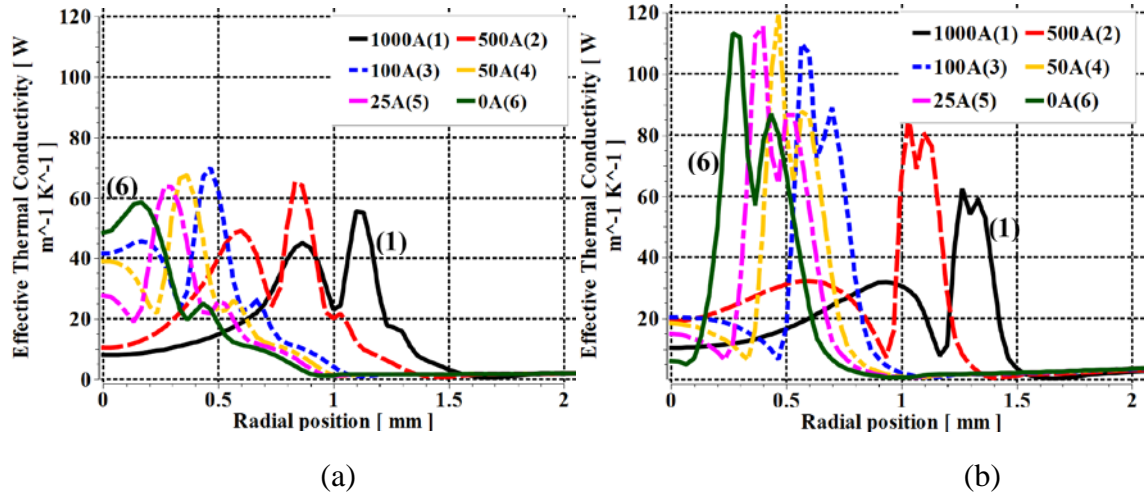 Effective Thermal Conductivity [ W
m^-1 K^-1 ]
120
100
80
60
40
20
0
1000A(1) 500A(2)
100A(3) 50A(4)
25A(5) 0A(6)
(6)
(1)
0 0.5 1 1.5 2
Radial position [ mm ]
(a)
Effective Thermal Conductivity [ W
m^-1 K^-1 ]
120
100
80
60
40
20
1000A(1) 500A(2)
100A(3) 50A(4)
25A(5) 0A(6)
(6)
(1)
0 0.5 1 1.5 2
Radial position [ mm ]
(b)